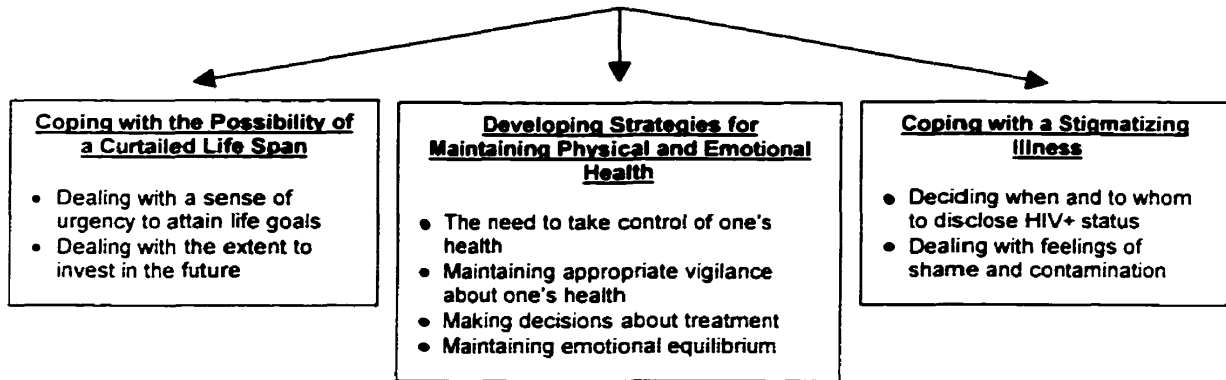 Coping with the Possibility of
a Curtailed Life Span
• Dealing with a sense of
urgency to attain life goals
• Dealing with the extent to
invest in the future
Developing Strategies for
Maintaining Physical and Emotional
Health
• The need to take control of one's
health
• Maintaining appropriate vigilance
about one's health
• Making decisions about treatment
• Maintaining emotional equilibrium
Coping with a Stigmatizing
Illness
• Deciding when and to whom
to disclose HIV+ status
• Dealing with feelings of
shame and contamination